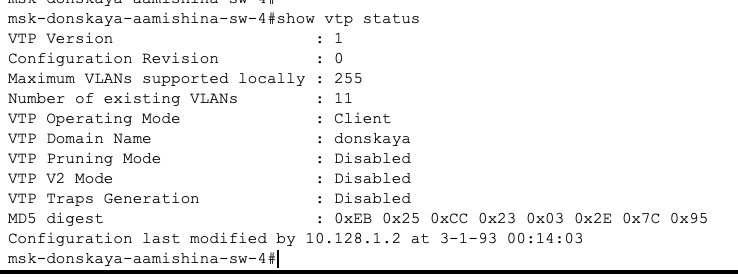 msk-donskaya-aamishina-sw-4#
msk-donskaya-aamishina-sw-4#show vtp status
VTP Version                     : 1
Configuration Revision          : 0
Maximum VLANs supported locally : 255
Number of existing VLANs        : 11
VTP Operating Mode              : Client
VTP Domain Name                 : donskaya
VTP Pruning Mode                : Disabled
VTP V2 Mode                     : Disabled
VTP Traps Generation            : Disabled
MD5 digest                      : 0xEB 0x25 0xCC 0x23 0x03 0x2E 0x7C 0x95
Configuration last modified by 10.128.1.2 at 3-1-93 00:14:03
msk-donskaya-aamishina-sw-4#